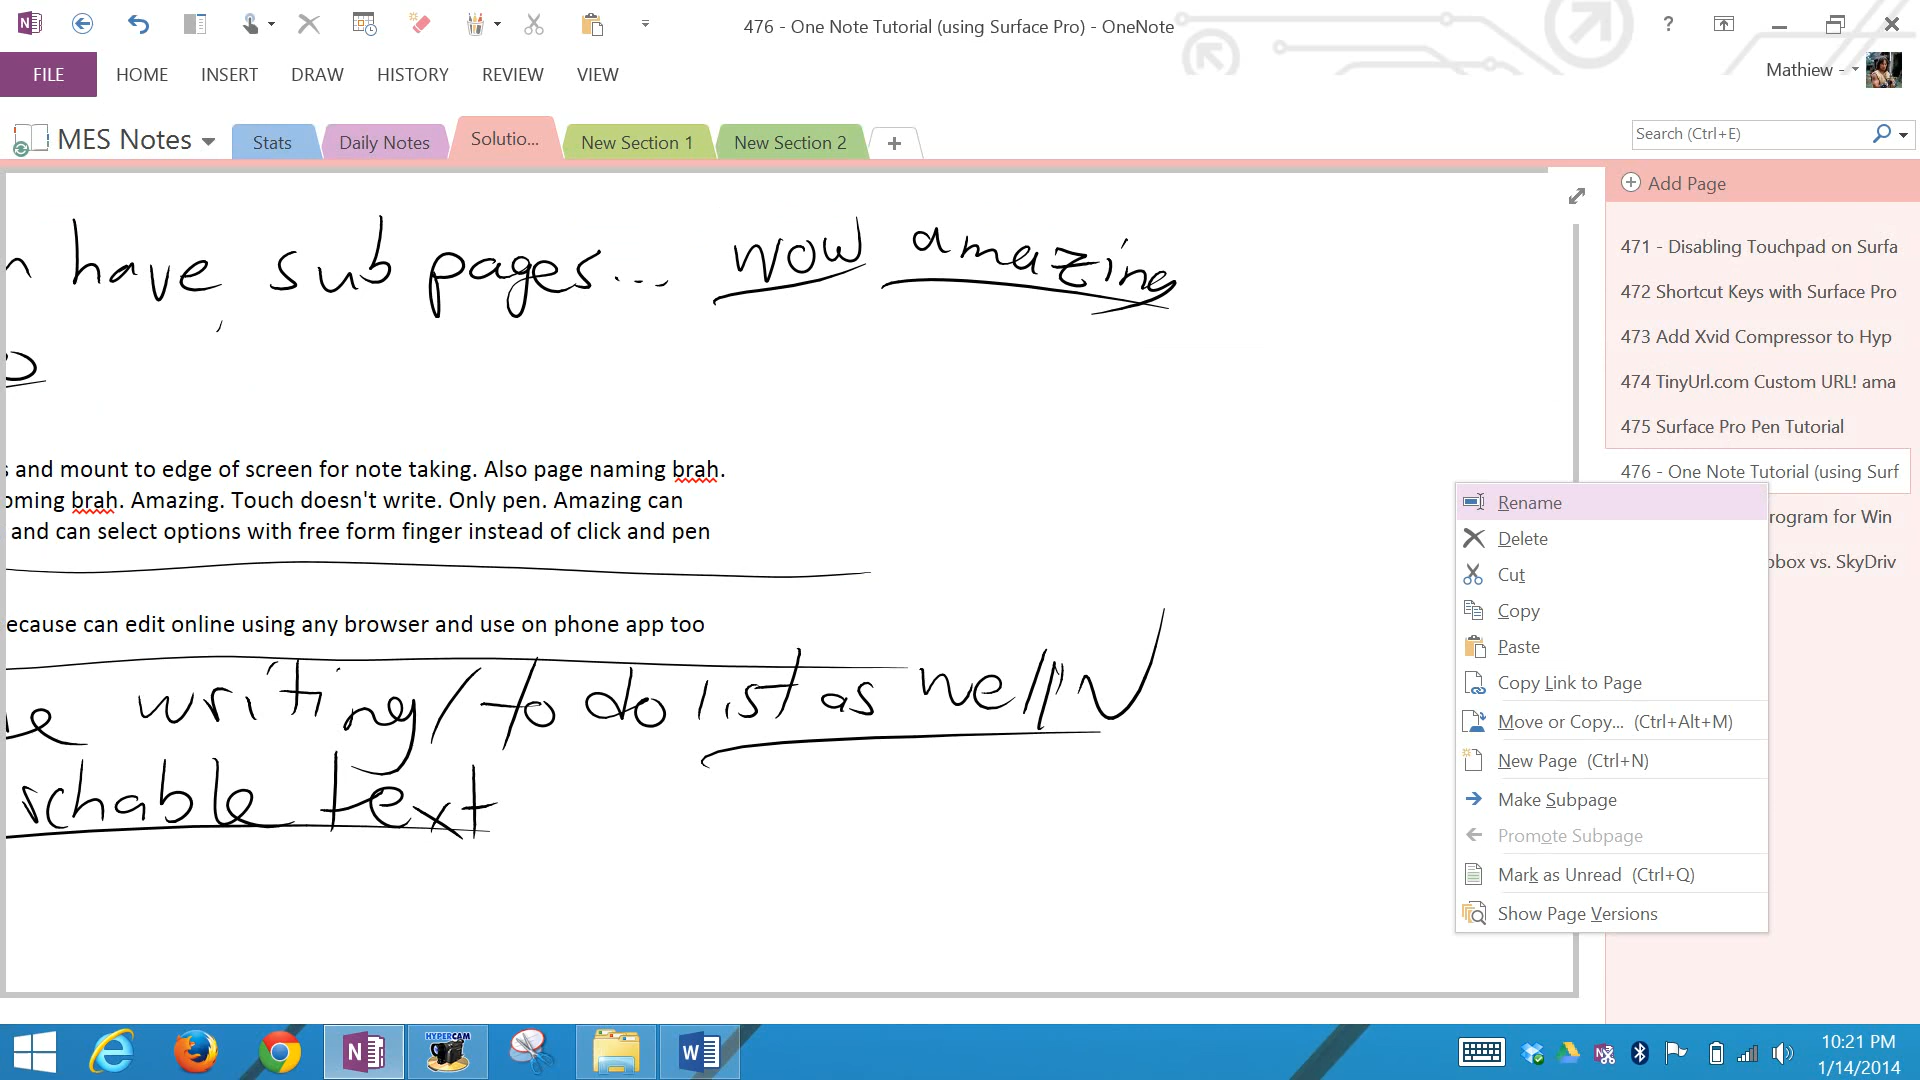 476 - One Note Tutorial (using Surface Pro) - OneNote
FILE HOME INSERT DRAW HISTORY REVIEW VIEW
Mathiew -
MES Notes
Stats
Daily Notes
Solutio...
New Section 1
New Section 2
Search (Ctrl+E)
Add Page
471 - Disabling Touchpad on Surfa
472 Shortcut Keys with Surface Pro
473 Add Xvid Compressor to Hyp
474 TinyUrl.com Custom URL! ama
475 Surface Pro Pen Tutorial
476 - One Note Tutorial (using Surf
rogram for Win
box vs. SkyDriv
n have, sub pages... wow amazing
o
s and mount to edge of screen for note taking. Also page naming brah.
oming brah. Amazing. Touch doesn't write. Only pen. Amazing can
and can select options with free form finger instead of click and pen
ecause can edit online using any browser and use on phone app too
writing/to do list as well
chable text
Rename
Delete
Cut
Copy
Paste
Copy Link to Page
Move or Copy... (Ctrl+Alt+M)
New Page (Ctrl+N)
Make Subpage
Promote Subpage
Mark as Unread (Ctrl+Q)
Show Page Versions
HYPERCAM
10:21 PM
1/14/2014